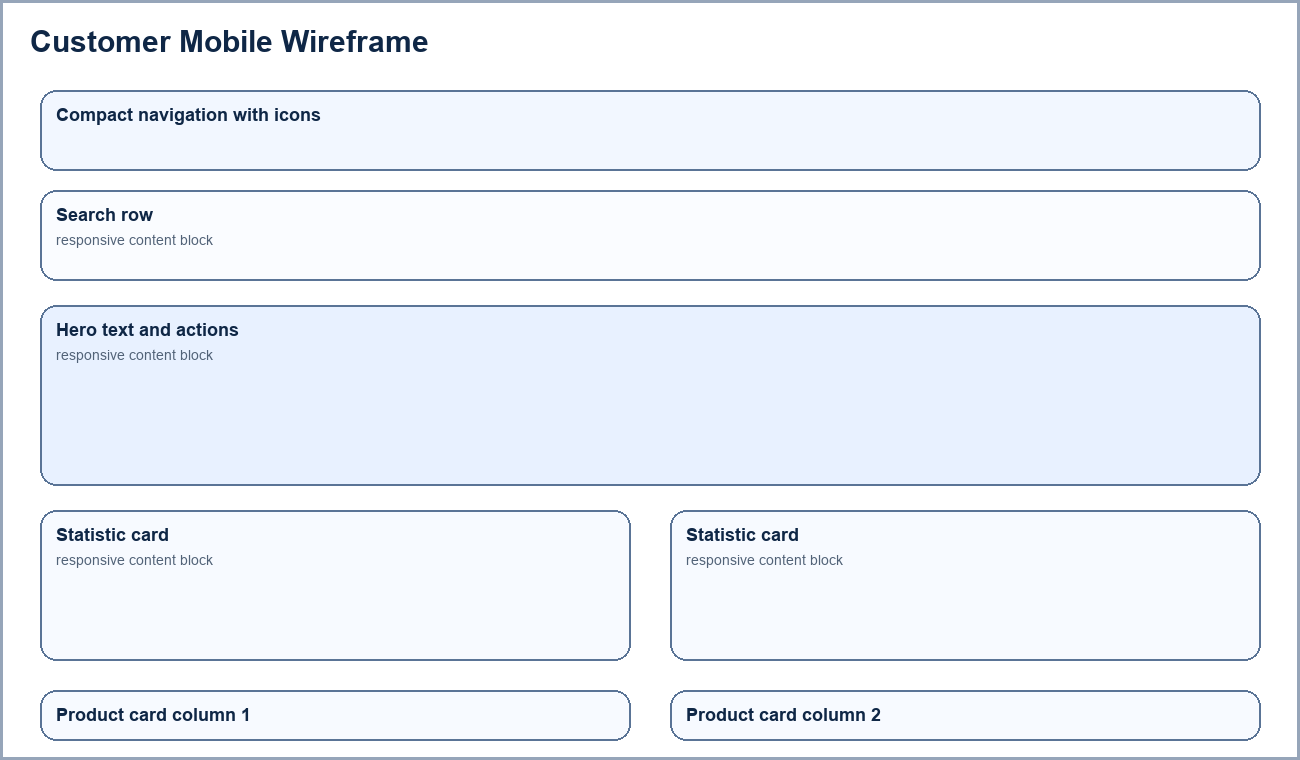 Customer Mobile Wireframe
Compact navigation with icons
Search row
responsive content block
Hero text and actions
responsive content block
Statistic card
responsive content block
Statistic card
responsive content block
Product card column 1
Product card column 2